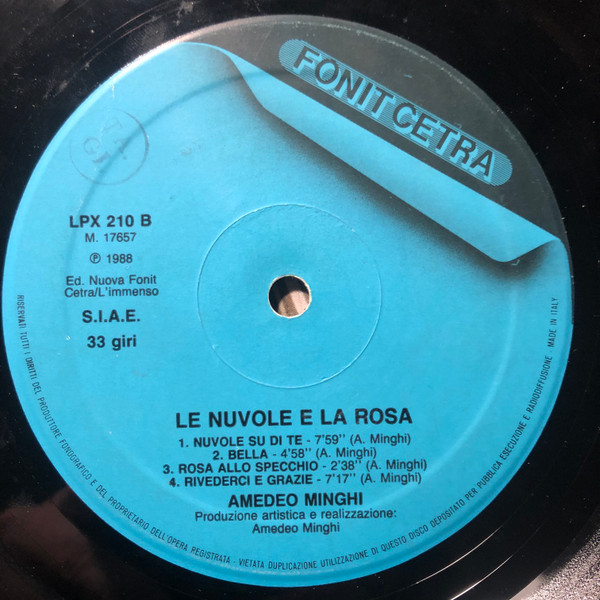 FONIT CETRA
LPX 210 B
M. 17657
Ⓟ 1988
Ed. Nuova Fonit
Cetra/L'immenso
S.I.A.E.
33 giri
LE NUVOLE E LA ROSA
1. NUVOLE SU DI TE - 7'59'' (A. Minghi)
2. BELLA - 4'58'' (A. Minghi)
3. ROSA ALLO SPECCHIO - 2'38'' (A. Minghi)
4. RIVEDERCI E GRAZIE - 7'17'' (A. Minghi)
AMEDEO MINGHI
Produzione artistica e realizzazione:
Amedeo Minghi
RISERVATI TUTTI I DIRITTI DEL PRODUTTORE FONOGRAFICO E DEL PROPRIETARIO DELL'OPERA REGISTRATA - VIETATA DUPLICAZIONE UTILIZZAZIONE DI QUESTO DISCO DEPOSITATO PER PUBBLICA ESECUZIONE E RADIODIFFUSIONE MADE IN ITALY